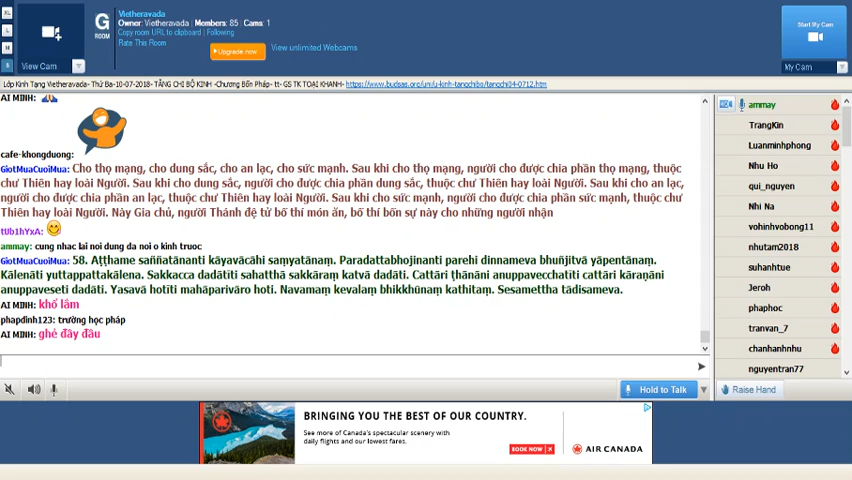 XL
L
M
S
View Cam
G
ROOM
Vietheravada
Owner: Vietheravada | Members: 85 | Cams: 1
Copy room URL to clipboard | Following
Rate This Room
Upgrade now
View unlimited Webcams
Start My Cam
My Cam
Lớp Kinh Tạng Vietheravada- Thứ Ba-10-07-2018- TĂNG CHI BỘ KINH -Chương Bốn Pháp- tt- GS TK TOẠI KHANH- https://www.budsas.org/uni/u-kinh-tangchibo/tangchi04-0712.htm
AI MINH:
cafe-khongduong:
GiotMuaCuoiMua: Cho thọ mạng, cho dung sắc, cho an lạc, cho sức mạnh. Sau khi cho thọ mạng, người cho được chia phần thọ mạng, thuộc
chư Thiên hay loài Người. Sau khi cho dung sắc, người cho được chia phần dung sắc, thuộc chư Thiên hay loài Người. Sau khi cho an lạc,
người cho được chia phần an lạc, thuộc chư Thiên hay loài Người. Sau khi cho sức mạnh, người cho được chia phần sức mạnh, thuộc chư
Thiên hay loài Người. Này Gia chủ, người Thánh đệ tử bố thí món ăn, bố thí bốn sự này cho những người nhận
tUb1hYxA:
ammay: cung nhac lai noi dung da noi o kinh truoc
GiotMuaCuoiMua: 58. Aṭṭhame saññatānanti kāyavācāhi saṃyatānaṃ. Paradattabhojinanti parehi dinnameva bhuñjitvā yāpentānaṃ.
Kālenāti yuttappattakālena. Sakkacca dadātīti sahatthā sakkāraṃ katvā dadāti. Cattāri ṭhānāni anuppavecchatīti cattāri kāraṇāni
anuppaveseti dadāti. Yasavā hotīti mahāparivāro hoti. Navamaṃ kevalaṃ bhikkhūnaṃ kathitaṃ. Sesamettha tādisameva.
AI MINH: khổ lắm
phapdinh123: trường học pháp
AI MINH: ghẻ đầy đầu
Hold to Talk
Raise Hand
ammay
TrangKin
Luanminhphong
Nhu Ho
qui_nguyen
Nhi Na
vohinhvobong11
nhutam2018
suhanhtue
Jeroh
phaphoc
tranvan_7
chanhanhnhu
nguyentran77
BRINGING YOU THE BEST OF OUR COUNTRY.
See more of Canada's spectacular scenery with
daily flights and our lowest fares.
BOOK NOW
AIR CANADA